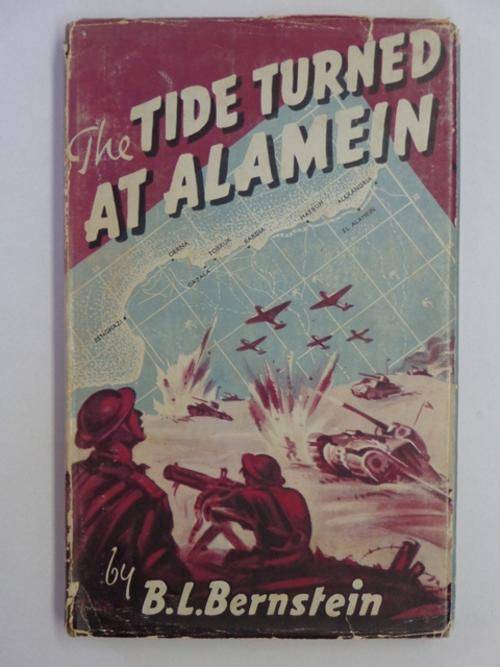 The TIDE TURNED
AT ALAMEIN
ALEXANDRIA
MATRUH
EL ALAMEIN
BARDIA
TOBRUK
DERNA
GAZALA
BENGHAZI
by
B.L.Bernstein